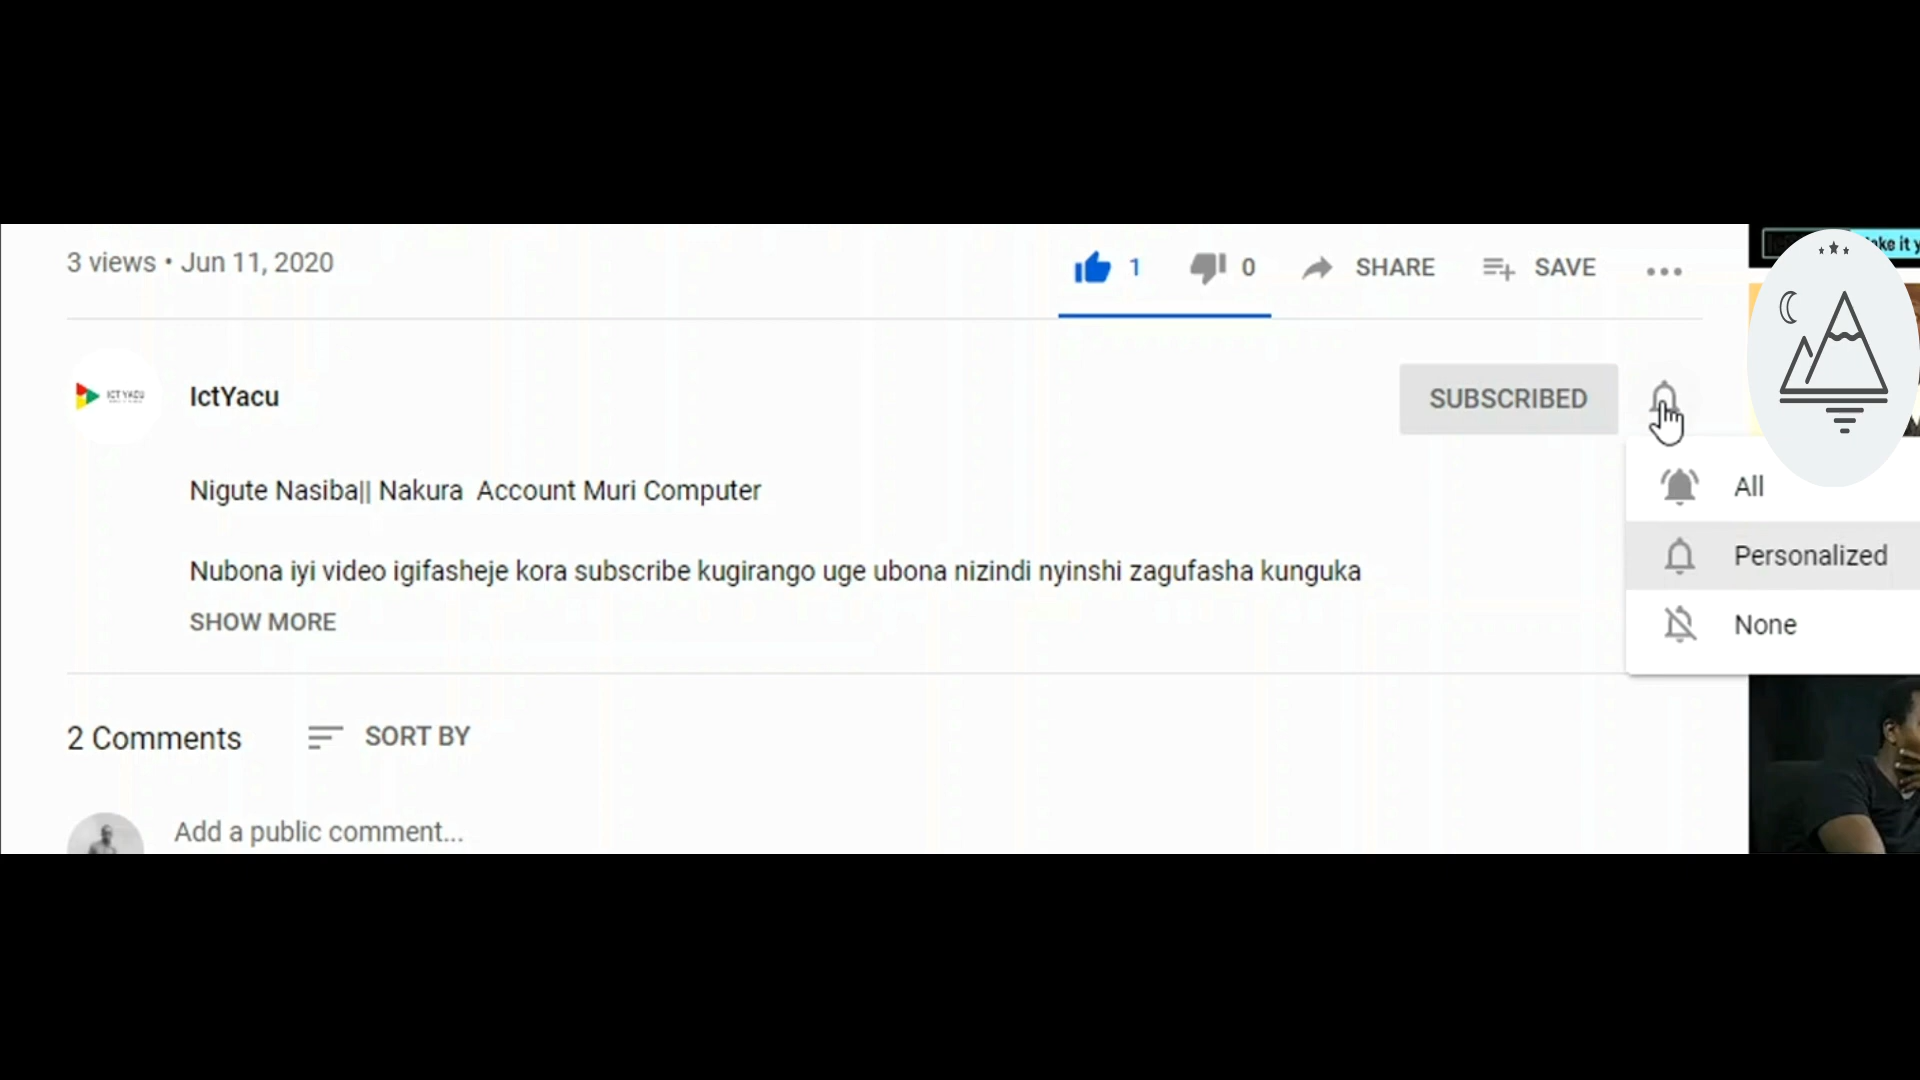 3 views • Jun 11, 2020
1
0
SHARE
SAVE
ICT YACU
IctYacu
SUBSCRIBED
Nigute Nasiba|| Nakura Account Muri Computer
Nubona iyi video igifasheje kora subscribe kugirango uge ubona nizindi nyinshi zagufasha kunguka
SHOW MORE
All
Personalized
None
2 Comments
SORT BY
Add a public comment...